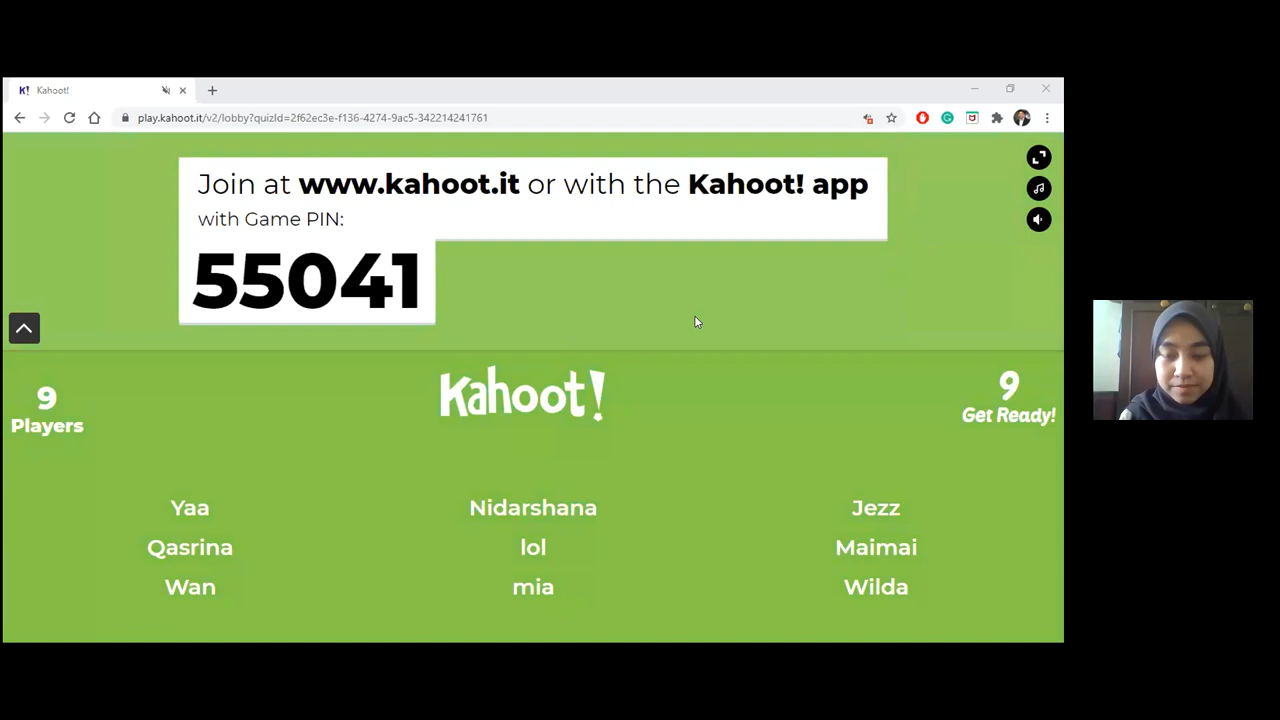 K! Kahoot!
play.kahoot.it/v2/lobby?quizId=2f62ec3e-f136-4274-9ac5-342214241761
Join at www.kahoot.it or with the Kahoot! app
with Game PIN:
55041
Kahoot!
9
Players
9
Get Ready!
Yaa Nidarshana Jezz
Qasrina lol Maimai
Wan mia Wilda